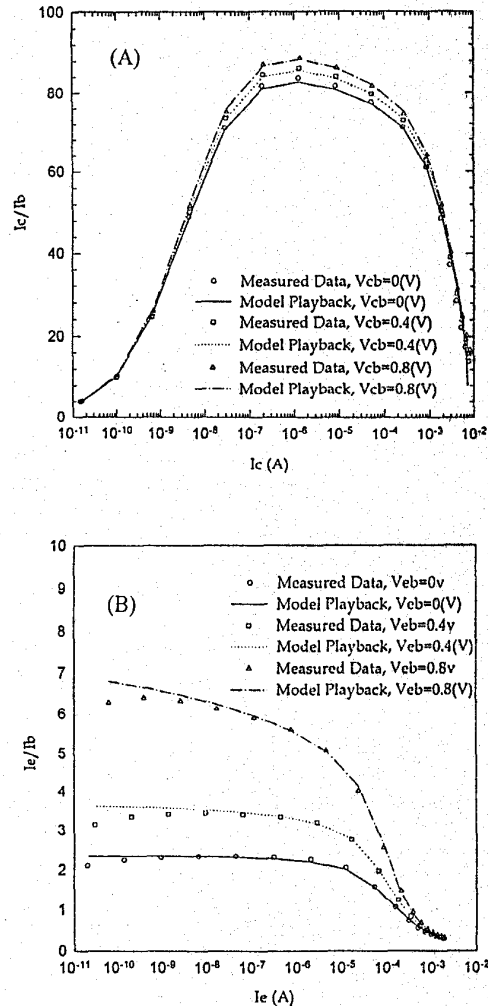 100
(A)
80
60
Ic/Ib
40
20
0
Measured Data, Vcb=0(V)
Model Playback, Vcb=0(V)
Measured Data, Vcb=0.4(V)
Model Playback, Vcb=0.4(V)
Measured Data, Vcb=0.8(V)
Model Playback, Vcb=0.8(V)
10-11 10-10 10-9 10-8 10-7 10-6 10-5 10-4 10-3 10-2
Ic (A)
10
(B)
9
8
7
6
Ie/Ib
5
4
3
2
1
0
Measured Data, Veb=0v
Model Playback, Veb=0(V)
Measured Data, Veb=0.4v
Model Playback, Veb=0.4(V)
Measured Data, Veb=0.8v
Model Playback, Veb=0.8(V)
10-11 10-10 10-9 10-8 10-7 10-6 10-5 10-4 10-3 10-2
Ie (A)